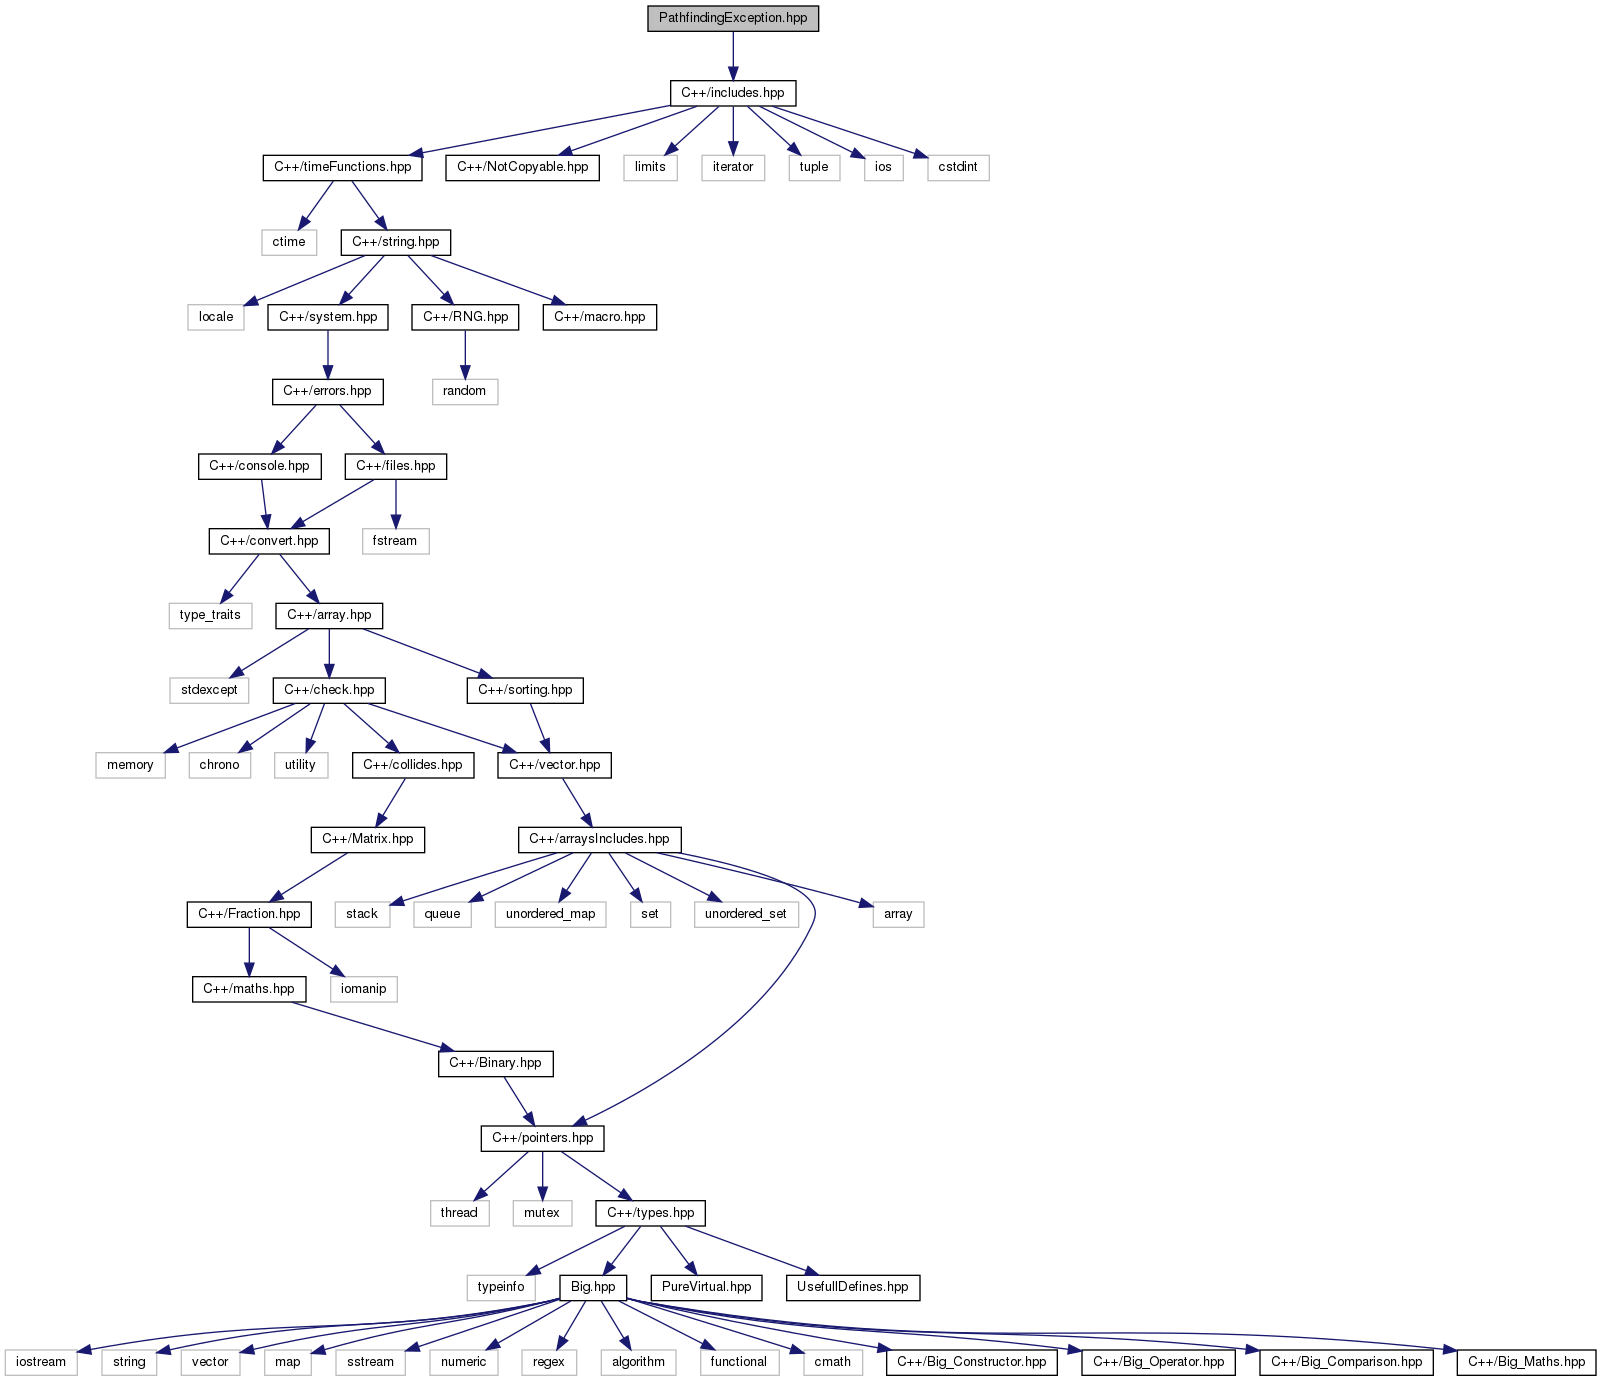 PathfindingException.hpp
C++/includes.hpp
C++/timeFunctions.hpp
C++/NotCopyable.hpp
limits
iterator
tuple
ios
cstdint
ctime
C++/string.hpp
locale
C++/system.hpp
C++/RNG.hpp
C++/macro.hpp
C++/errors.hpp
random
C++/console.hpp
C++/files.hpp
C++/convert.hpp
fstream
type_traits
C++/array.hpp
stdexcept
C++/check.hpp
C++/sorting.hpp
memory
chrono
utility
C++/collides.hpp
C++/vector.hpp
C++/Matrix.hpp
C++/arraysIncludes.hpp
C++/Fraction.hpp
stack
queue
unordered_map
set
unordered_set
array
C++/maths.hpp
iomanip
C++/Binary.hpp
C++/pointers.hpp
thread
mutex
C++/types.hpp
typeinfo
Big.hpp
PureVirtual.hpp
UsefullDefines.hpp
iostream
string
vector
map
sstream
numeric
regex
algorithm
functional
cmath
C++/Big_Constructor.hpp
C++/Big_Operator.hpp
C++/Big_Comparison.hpp
C++/Big_Maths.hpp